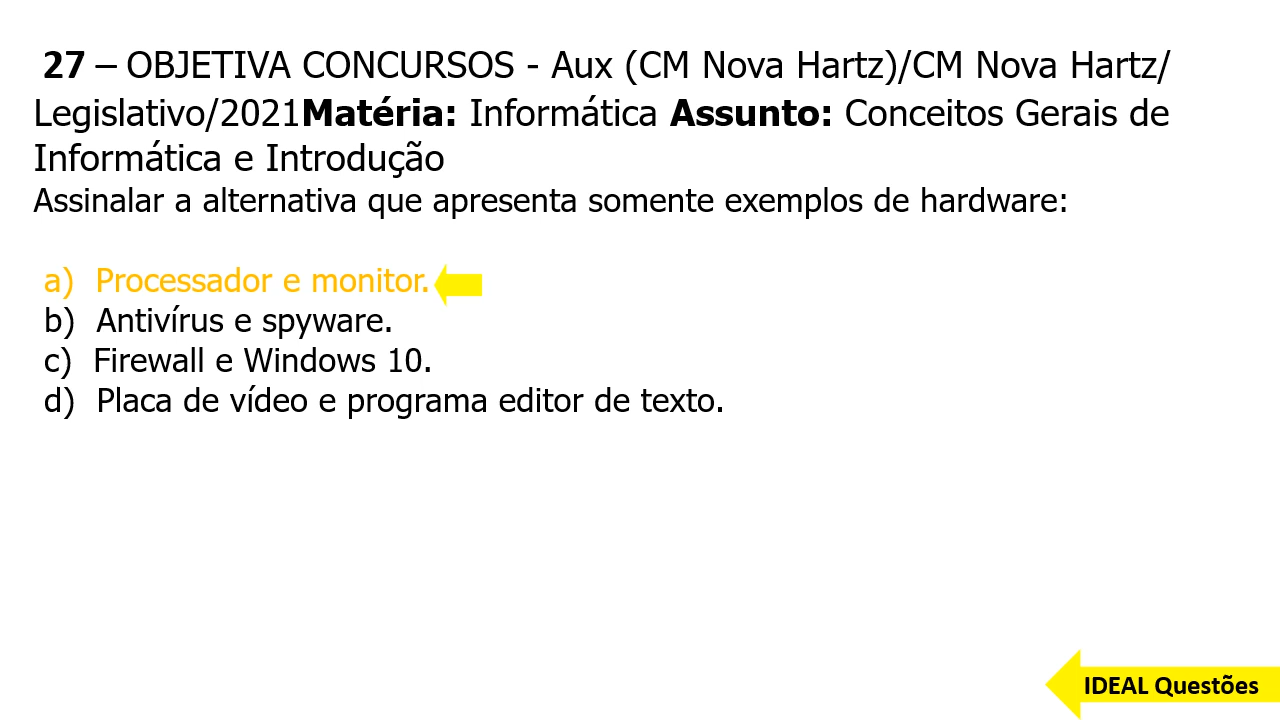 27 – OBJETIVA CONCURSOS - Aux (CM Nova Hartz)/CM Nova Hartz/
Legislativo/2021Matéria: Informática Assunto: Conceitos Gerais de
Informática e Introdução
Assinalar a alternativa que apresenta somente exemplos de hardware:
a) Processador e monitor.
b) Antivírus e spyware.
c) Firewall e Windows 10.
d) Placa de vídeo e programa editor de texto.
IDEAL Questões